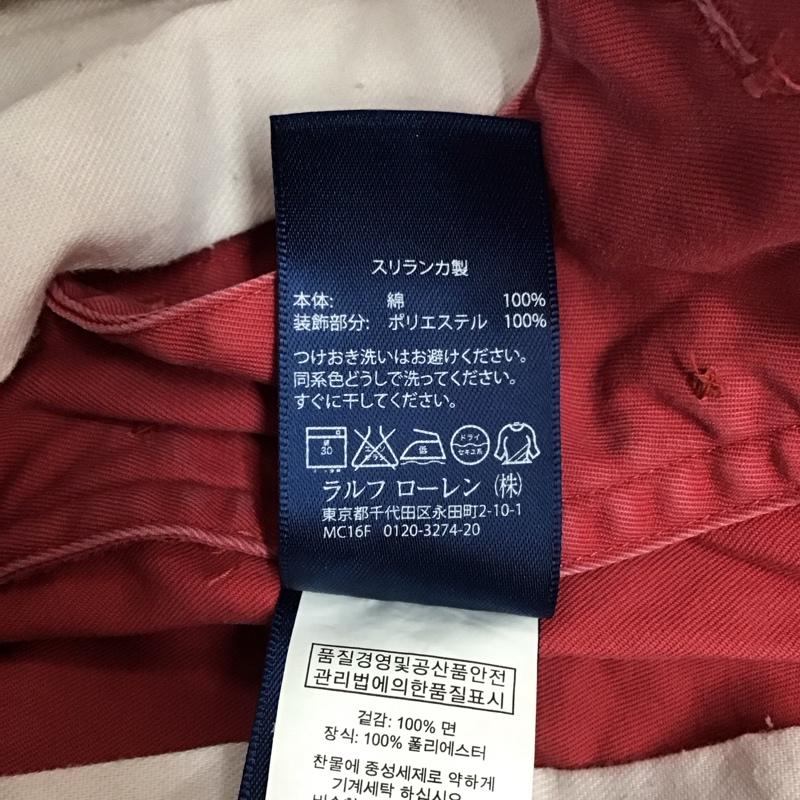 スリランカ製
本体: 綿 100%
装飾部分: ポリエステル 100%
つけおき洗いはお避けください。
同系色どうしで洗ってください。
すぐに干してください。
30 低 ドライ セキユ系
ラルフ ローレン (株)
東京都千代田区永田町2-10-1
MC16F 0120-3274-20
품질경영및공산품안전
관리법에의한품질표시
겉감: 100% 면
장식: 100% 폴리에스터
찬물에 중성세제로 약하게
기계세탁 하십시요